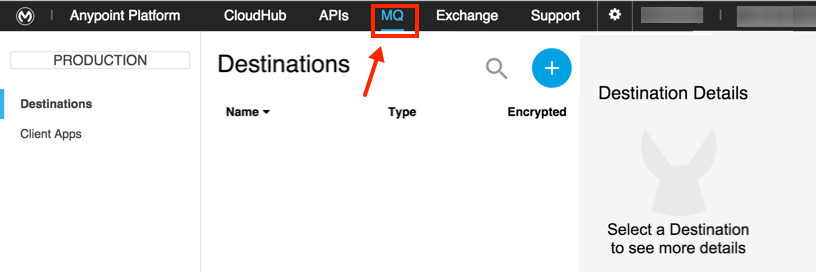 Anypoint Platform CloudHub APIs MQ Exchange Support
PRODUCTION
Destinations
Client Apps
Destinations
Name Type Encrypted
Destination Details
Select a Destination
to see more details